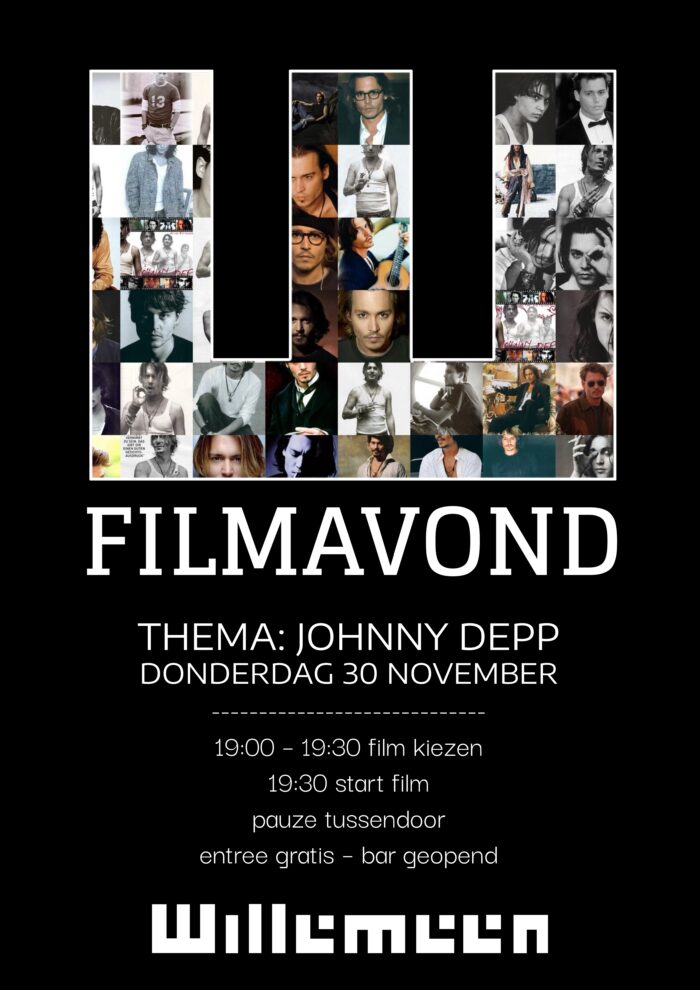 FILMAVOND
THEMA: JOHNNY DEPP
DONDERDAG 30 NOVEMBER
-----------------------------
19:00 – 19:30 film kiezen
19:30 start film
pauze tussendoor
entree gratis – bar geopend
Willemeen